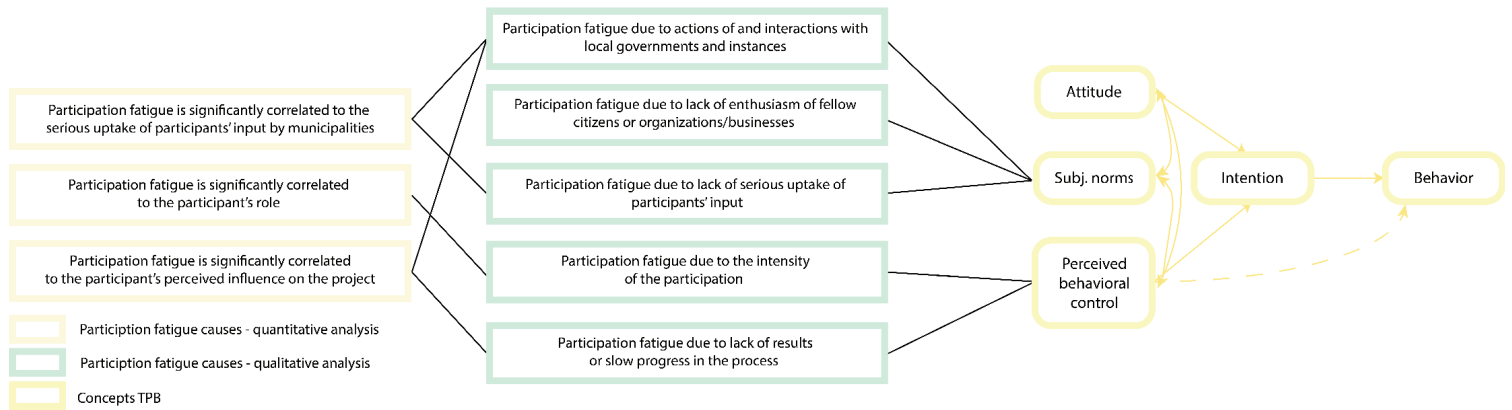 Participation fatigue is significantly correlated to the
serious uptake of participants' input by municipalities
Participation fatigue is significantly correlated
to the participant's role
Participation fatigue is significantly correlated
to the participant's perceived influence on the project
Particiption fatigue causes - quantitative analysis
Particiption fatigue causes - qualitative analysis
Concepts TPB
Participation fatigue due to actions of and interactions with
local governments and instances
Participation fatigue due to lack of enthusiasm of fellow
citizens or organizations/businesses
Participation fatigue due to lack of serious uptake of
participants' input
Participation fatigue due to the intensity
of the participation
Participation fatigue due to lack of results
or slow progress in the process
Attitude
Subj. norms
Perceived
behavioral
control
Intention
Behavior